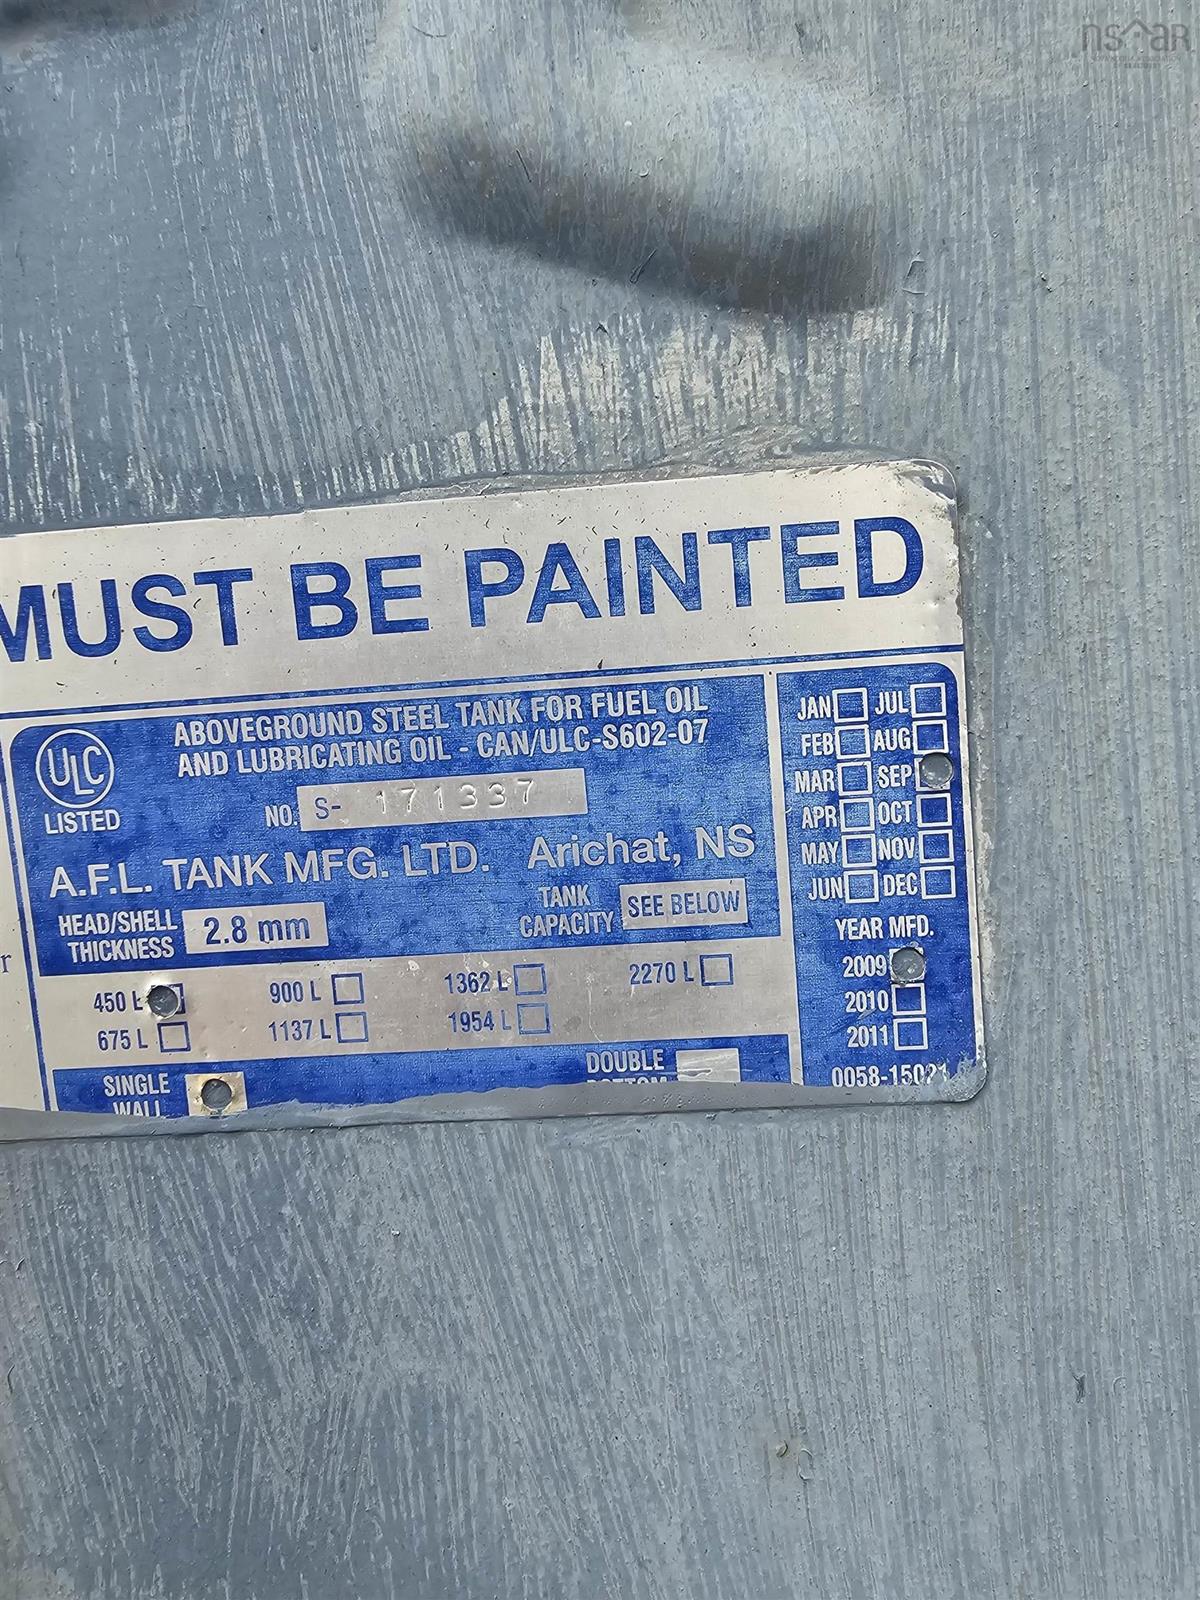 nsAR
MUST BE PAINTED
ULC
LISTED
ABOVEGROUND STEEL TANK FOR FUEL OIL
AND LUBRICATING OIL - CAN/ULC-S602-07
NO. S- 171337
A.F.L. TANK MFG. LTD. Arichat, NS
HEAD/SHELL
THICKNESS
2.8 mm
TANK
CAPACITY
SEE BELOW
450 L
900 L
1362 L
2270 L
675 L
1137 L
1954 L
SINGLE
WALL
DOUBLE
BOTTOM
JAN JUL
FEB AUG
MAR SEP
APR OCT
MAY NOV
JUN DEC
YEAR MFD.
2009
2010
2011
0058-15021
r